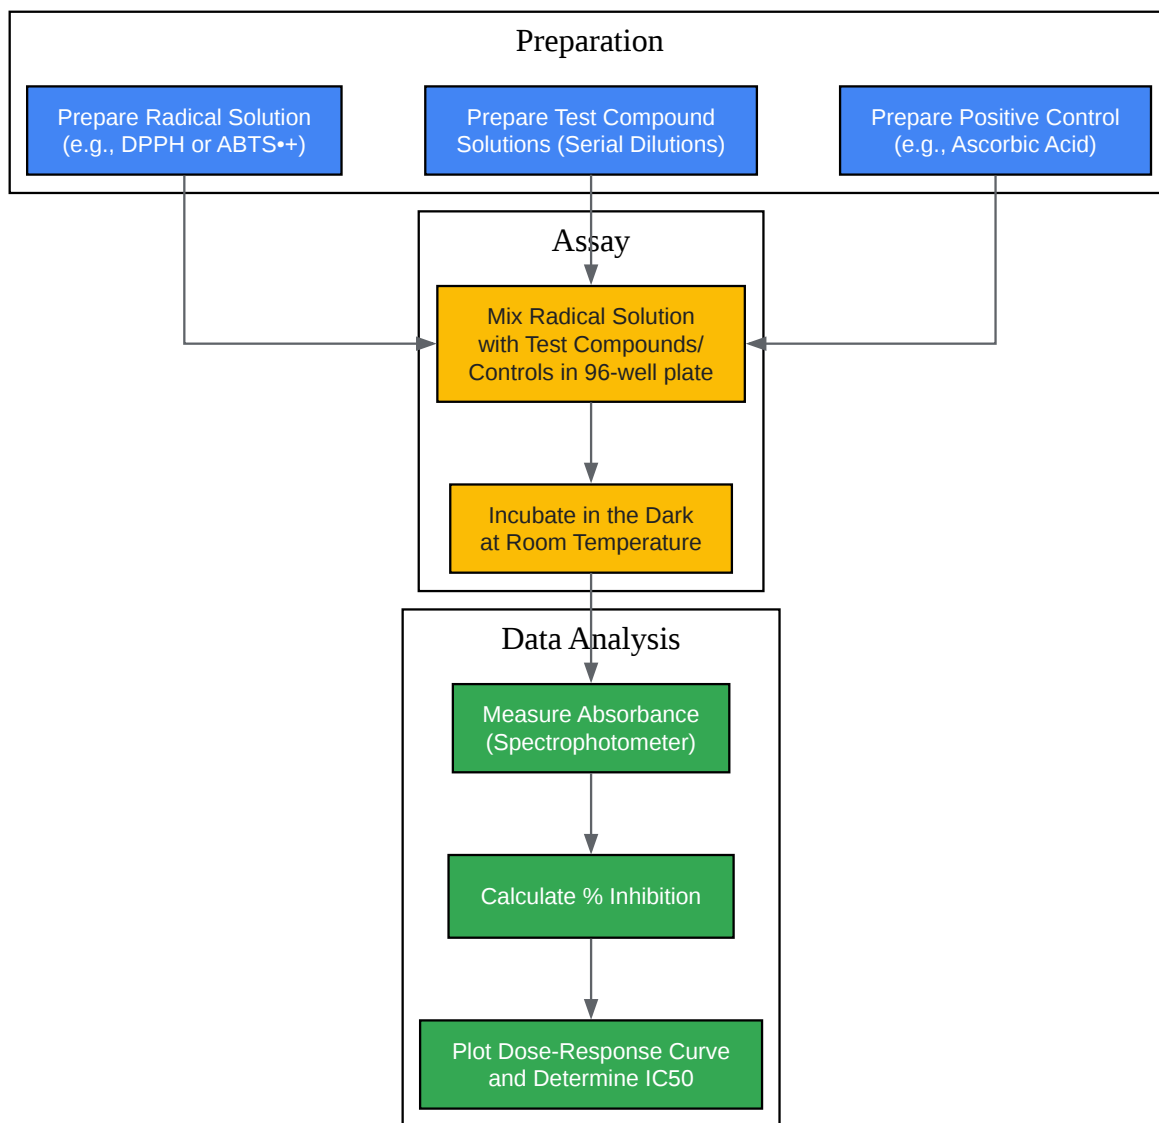 Preparation
Prepare Radical Solution
(e.g., DPPH or ABTS•+)
Prepare Test Compound
Solutions (Serial Dilutions)
Prepare Positive Control
(e.g., Ascorbic Acid)
Assay
Mix Radical Solution
with Test Compounds/
Controls in 96-well plate
Incubate in the Dark
at Room Temperature
Data Analysis
Measure Absorbance
(Spectrophotometer)
Calculate % Inhibition
Plot Dose-Response Curve
and Determine IC50